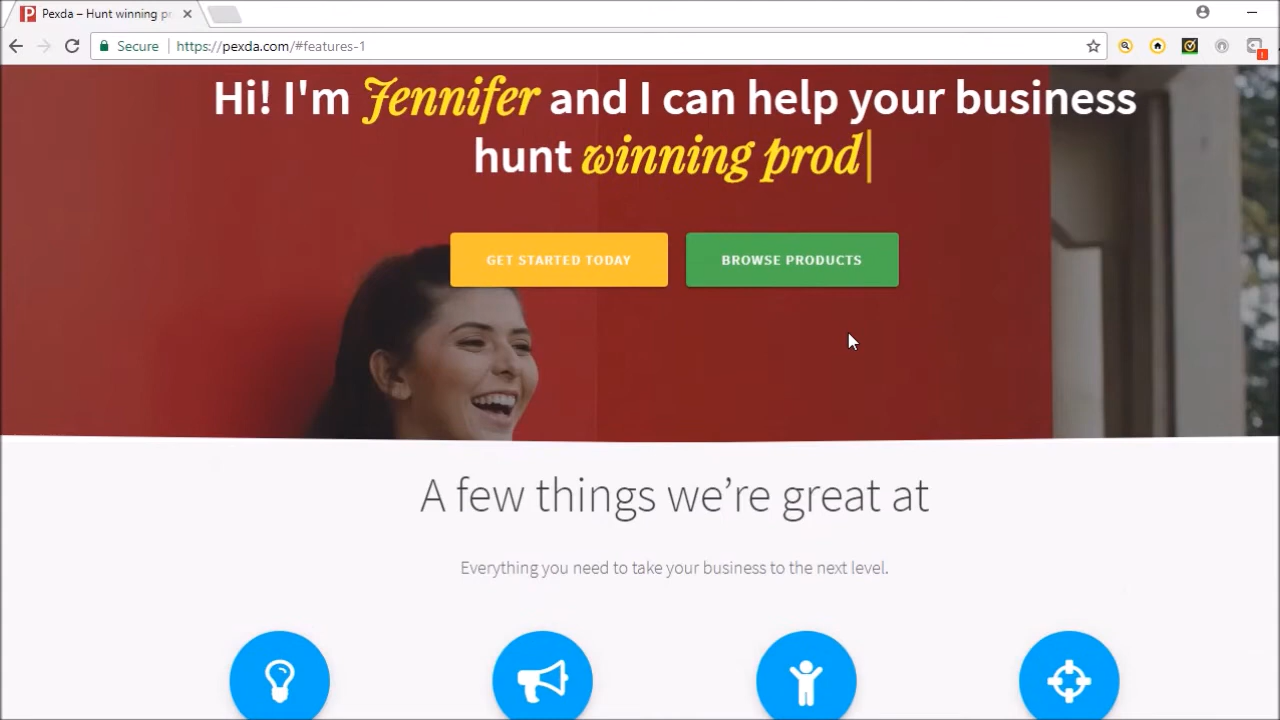 Pexda – Hunt winning pr
Secure
https://pexda.com/#features-1
Hi! I'm Jennifer and I can help your business
hunt winning prod
GET STARTED TODAY
BROWSE PRODUCTS
A few things we’re great at
Everything you need to take your business to the next level.